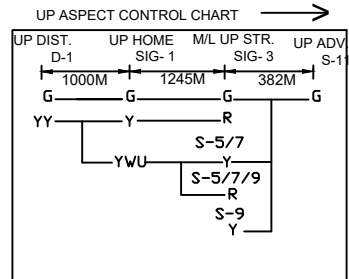 UP ASPECT CONTROL CHART
UP DIST. UP HOME M/L UP STR. UP ADV.
D-1 SIG- 1 SIG- 3 S-11
1000M 1245M 382M
G G G G
YY Y R
S-5/7
YWU Y
S-5/7/9
R
S-9
Y